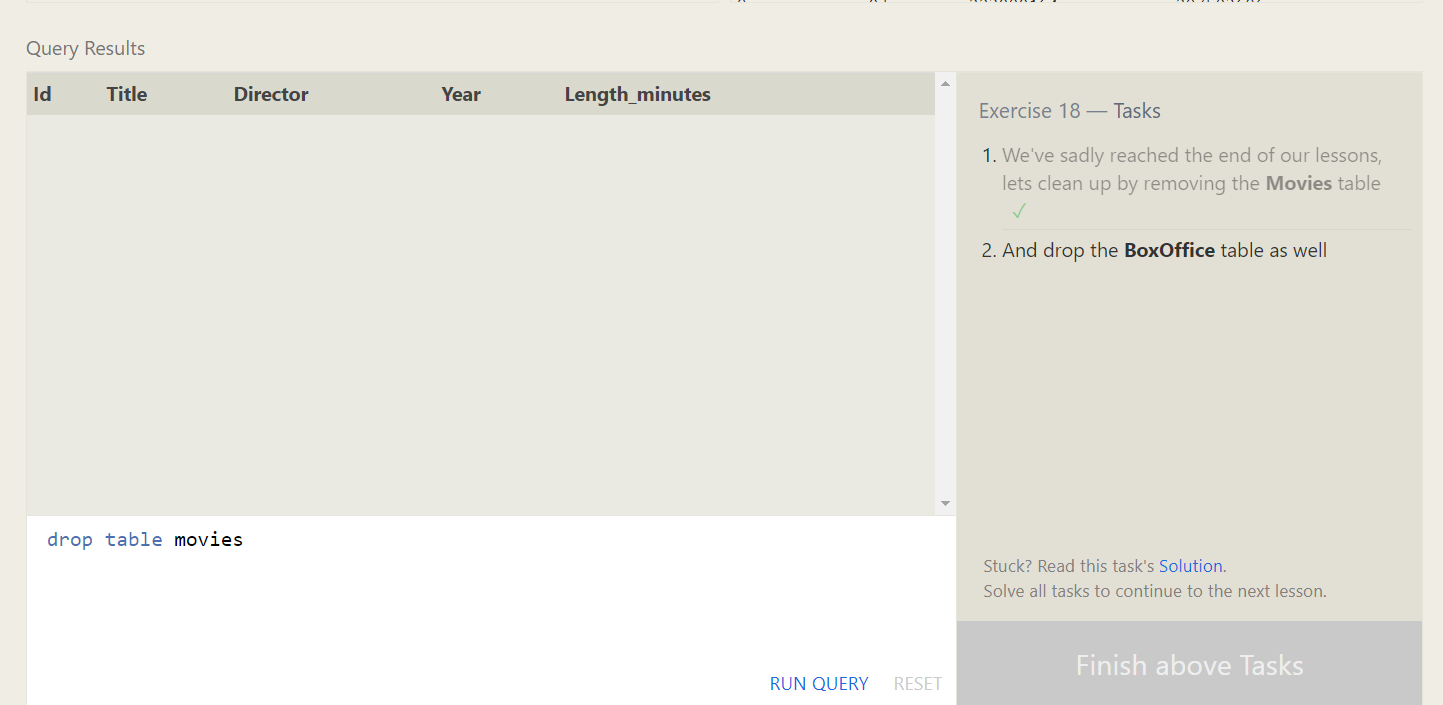 Query Results
Id Title Director Year Length_minutes
Exercise 18 — Tasks
1. We've sadly reached the end of our lessons,
lets clean up by removing the Movies table
✓
2. And drop the BoxOffice table as well
drop table movies
Stuck? Read this task's Solution.
Solve all tasks to continue to the next lesson.
RUN QUERY RESET
Finish above Tasks